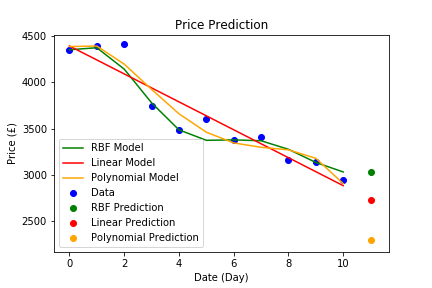 Price Prediction
4500
4000
3500
3000
2500
Price (£)
RBF Model
Linear Model
Polynomial Model
Data
RBF Prediction
Linear Prediction
Polynomial Prediction
0 2 4 6 8 10
Date (Day)